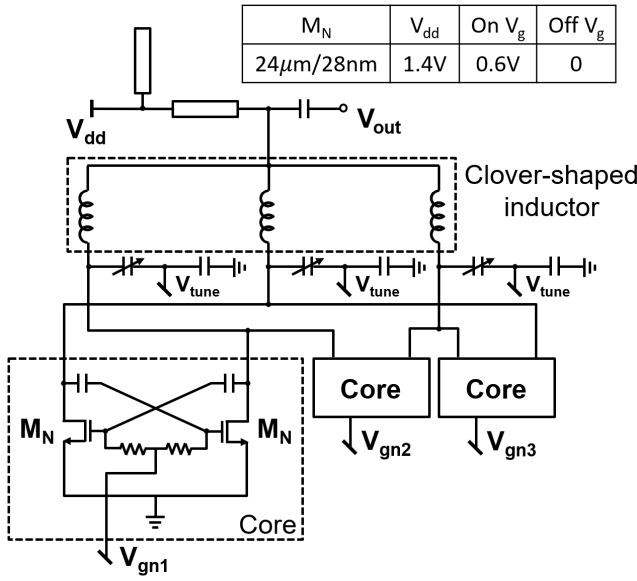 M_N V_dd On V_g Off V_g
24μm/28nm 1.4V 0.6V 0
V_dd
V_out
Clover-shaped
inductor
V_tune V_tune V_tune
Core Core
M_N M_N
V_gn2 V_gn3
Core
V_gn1